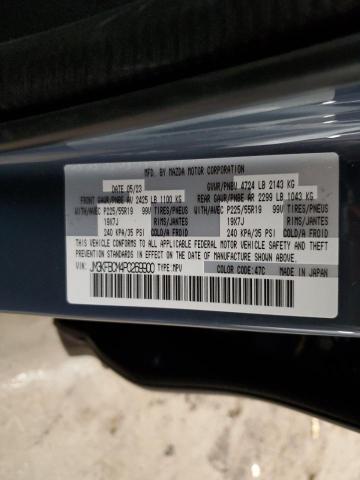 MFD. BY MAZDA MOTOR CORPORATION
DATE 05/23 GVWR/PNBV 4724 LB 2143 KG
FRONT GAWR/PNBE AV 2425 LB 1100 KG REAR GAWR/PNBE AR 2299 LB 1043 KG
WITH/AVEC P225/55R19 99V TIRES/PNEUS WITH/AVEC P225/55R19 99V TIRES/PNEUS
19X7J RIMS/JANTES 19X7J RIMS/JANTES
240 KPA/35 PSI COLD/A FROID 240 KPA/35 PSI COLD/A FROID
THIS VEHICLE CONFORMS TO ALL APPLICABLE FEDERAL MOTOR VEHICLE SAFETY, BUMPER, AND THEFT PREVENTION STANDARDS IN EFFECT ON THE DATE OF MANUFACTURE SHOWN ABOVE.
VIN: TYPE:MPV COLOR CODE:47C MADE IN JAPAN